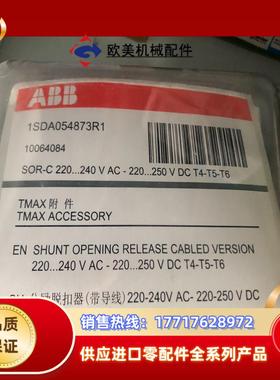 欧美机械配件
ABB
1SDA054873R1
10064084
SOR-C 220...240 V AC - 220...250 V DC T4-T5-T6
TMAX 附件
TMAX ACCESSORY
EN SHUNT OPENING RELEASE CABLED VERSION
220...240 V AC - 220...250 V DC T4-T5-T6
分励脱扣器(带导线) 220-240V AC- 220-250 V DC
品质
保证
销售热线:17717628972
供应进口零配件全系列产品